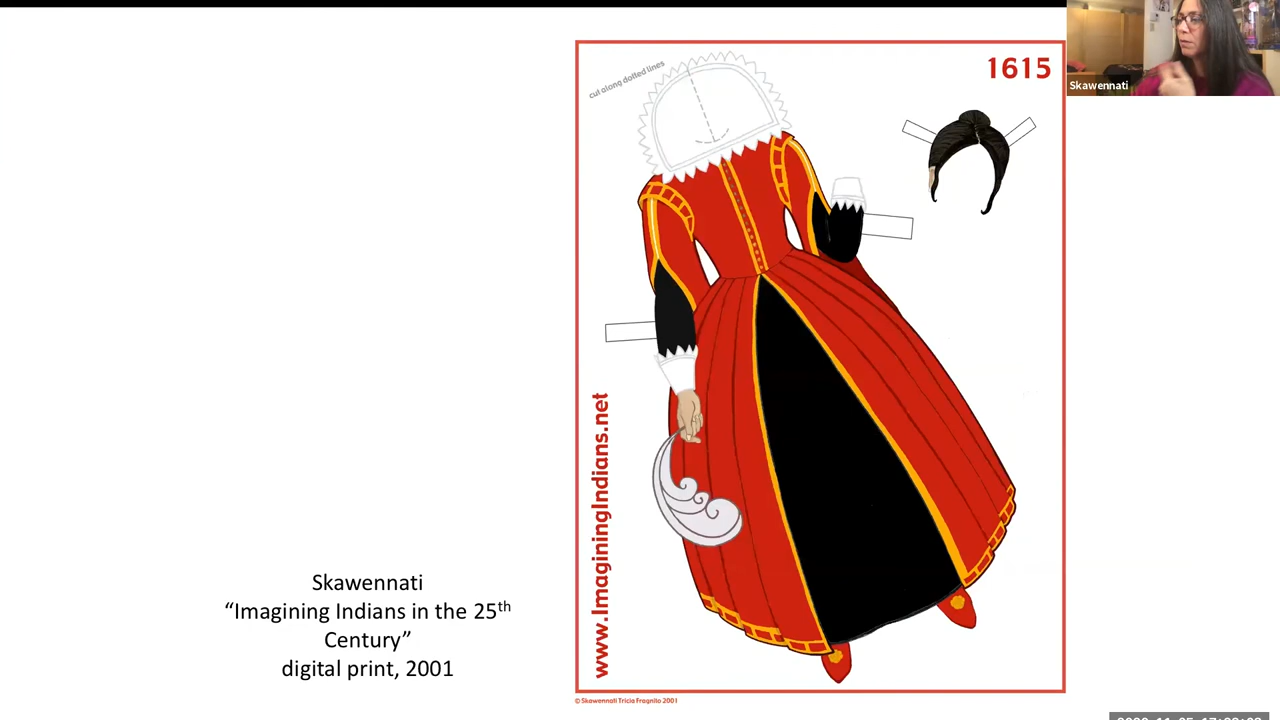 cut along dotted lines
1615
Skawennati
www.ImaginingIndians.net
Skawennati
“Imagining Indians in the 25th
Century”
digital print, 2001
© Skawennati Tricia Fragnito 2001